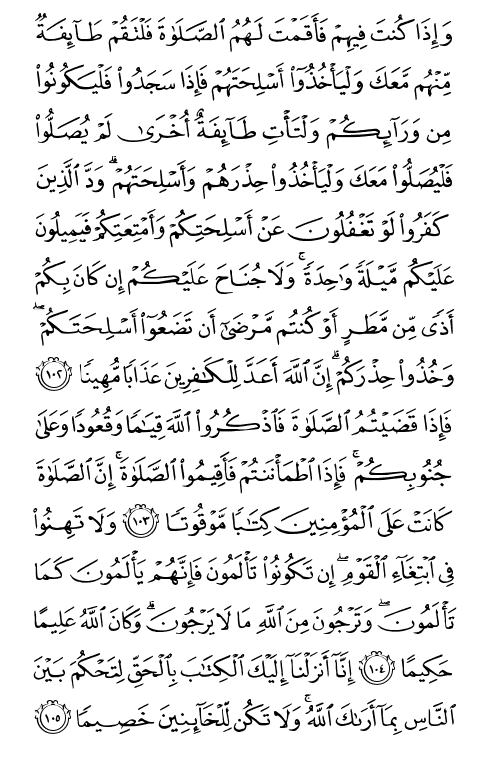 وَإِذَا كُنتَ فِيهِمْ فَأَقَمْتَ لَهُمُ ٱلصَّلَوٰةَ فَلْتَقُمْ طَآئِفَةٌ
مِّنْهُم مَّعَكَ وَلْيَأْخُذُوٓا۟ أَسْلِحَتَهُمْ فَإِذَا سَجَدُوا۟ فَلْيَكُونُوا۟
مِن وَرَآئِكُمْ وَلْتَأْتِ طَآئِفَةٌ أُخْرَىٰ لَمْ يُصَلُّوا۟
فَلْيُصَلُّوا۟ مَعَكَ وَلْيَأْخُذُوا۟ حِذْرَهُمْ وَأَسْلِحَتَهُمْ ۗ وَدَّ ٱلَّذِينَ
كَفَرُوا۟ لَوْ تَغْفُلُونَ عَنْ أَسْلِحَتِكُمْ وَأَمْتِعَتِكُمْ فَيَمِيلُونَ
عَلَيْكُم مَّيْلَةً وَٰحِدَةً ۚ وَلَا جُنَاحَ عَلَيْكُمْ إِن كَانَ بِكُمْ
أَذًى مِّن مَّطَرٍ أَوْ كُنتُم مَّرْضَىٰٓ أَن تَضَعُوٓا۟ أَسْلِحَتَكُمْ ۖ
وَخُذُوا۟ حِذْرَكُمْ ۗ إِنَّ ٱللَّهَ أَعَدَّ لِلْكَٰفِرِينَ عَذَابًا مُّهِينًا ١٠٢
فَإِذَا قَضَيْتُمُ ٱلصَّلَوٰةَ فَٱذْكُرُوا۟ ٱللَّهَ قِيَٰمًا وَقُعُودًا وَعَلَىٰ
جُنُوبِكُمْ ۚ فَإِذَا ٱطْمَأْنَنتُمْ فَأَقِيمُوا۟ ٱلصَّلَوٰةَ ۚ إِنَّ ٱلصَّلَوٰةَ
كَانَتْ عَلَى ٱلْمُؤْمِنِينَ كِتَٰبًا مَّوْقُوتًا ١٠٣ وَلَا تَهِنُوا۟
فِى ٱبْتِغَآءِ ٱلْقَوْمِ ۖ إِن تَكُونُوا۟ تَأْلَمُونَ فَإِنَّهُمْ يَأْلَمُونَ كَمَا
تَأْلَمُونَ ۖ وَتَرْجُونَ مِنَ ٱللَّهِ مَا لَا يَرْجُونَ ۗ وَكَانَ ٱللَّهُ عَلِيمًا
حَكِيمًا ١٠٤ إِنَّآ أَنزَلْنَآ إِلَيْكَ ٱلْكِتَٰبَ بِٱلْحَقِّ لِتَحْكُمَ بَيْنَ
ٱلنَّاسِ بِمَآ أَرَىٰكَ ٱللَّهُ ۚ وَلَا تَكُن لِّلْخَآئِنِينَ خَصِيمًا ١٠٥